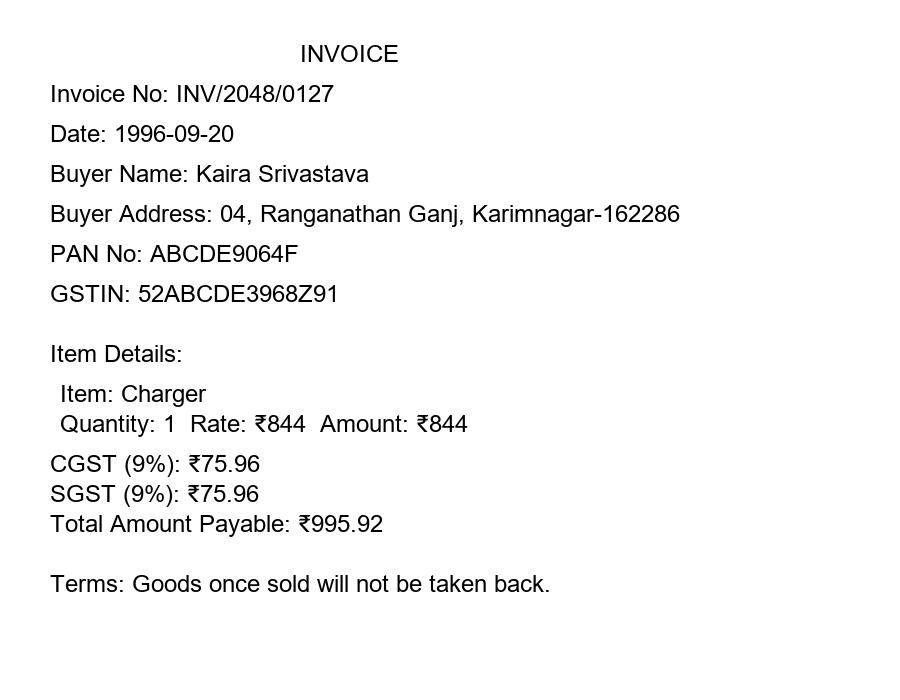 INVOICE
Invoice No: INV/2048/0127
Date: 1996-09-20
Buyer Name: Kaira Srivastava
Buyer Address: 04, Ranganathan Ganj, Karimnagar-162286
PAN No: ABCDE9064F
GSTIN: 52ABCDE3968Z91
Item Details:
Item: Charger
Quantity: 1  Rate: ₹844  Amount: ₹844
CGST (9%): ₹75.96
SGST (9%): ₹75.96
Total Amount Payable: ₹995.92
Terms: Goods once sold will not be taken back.